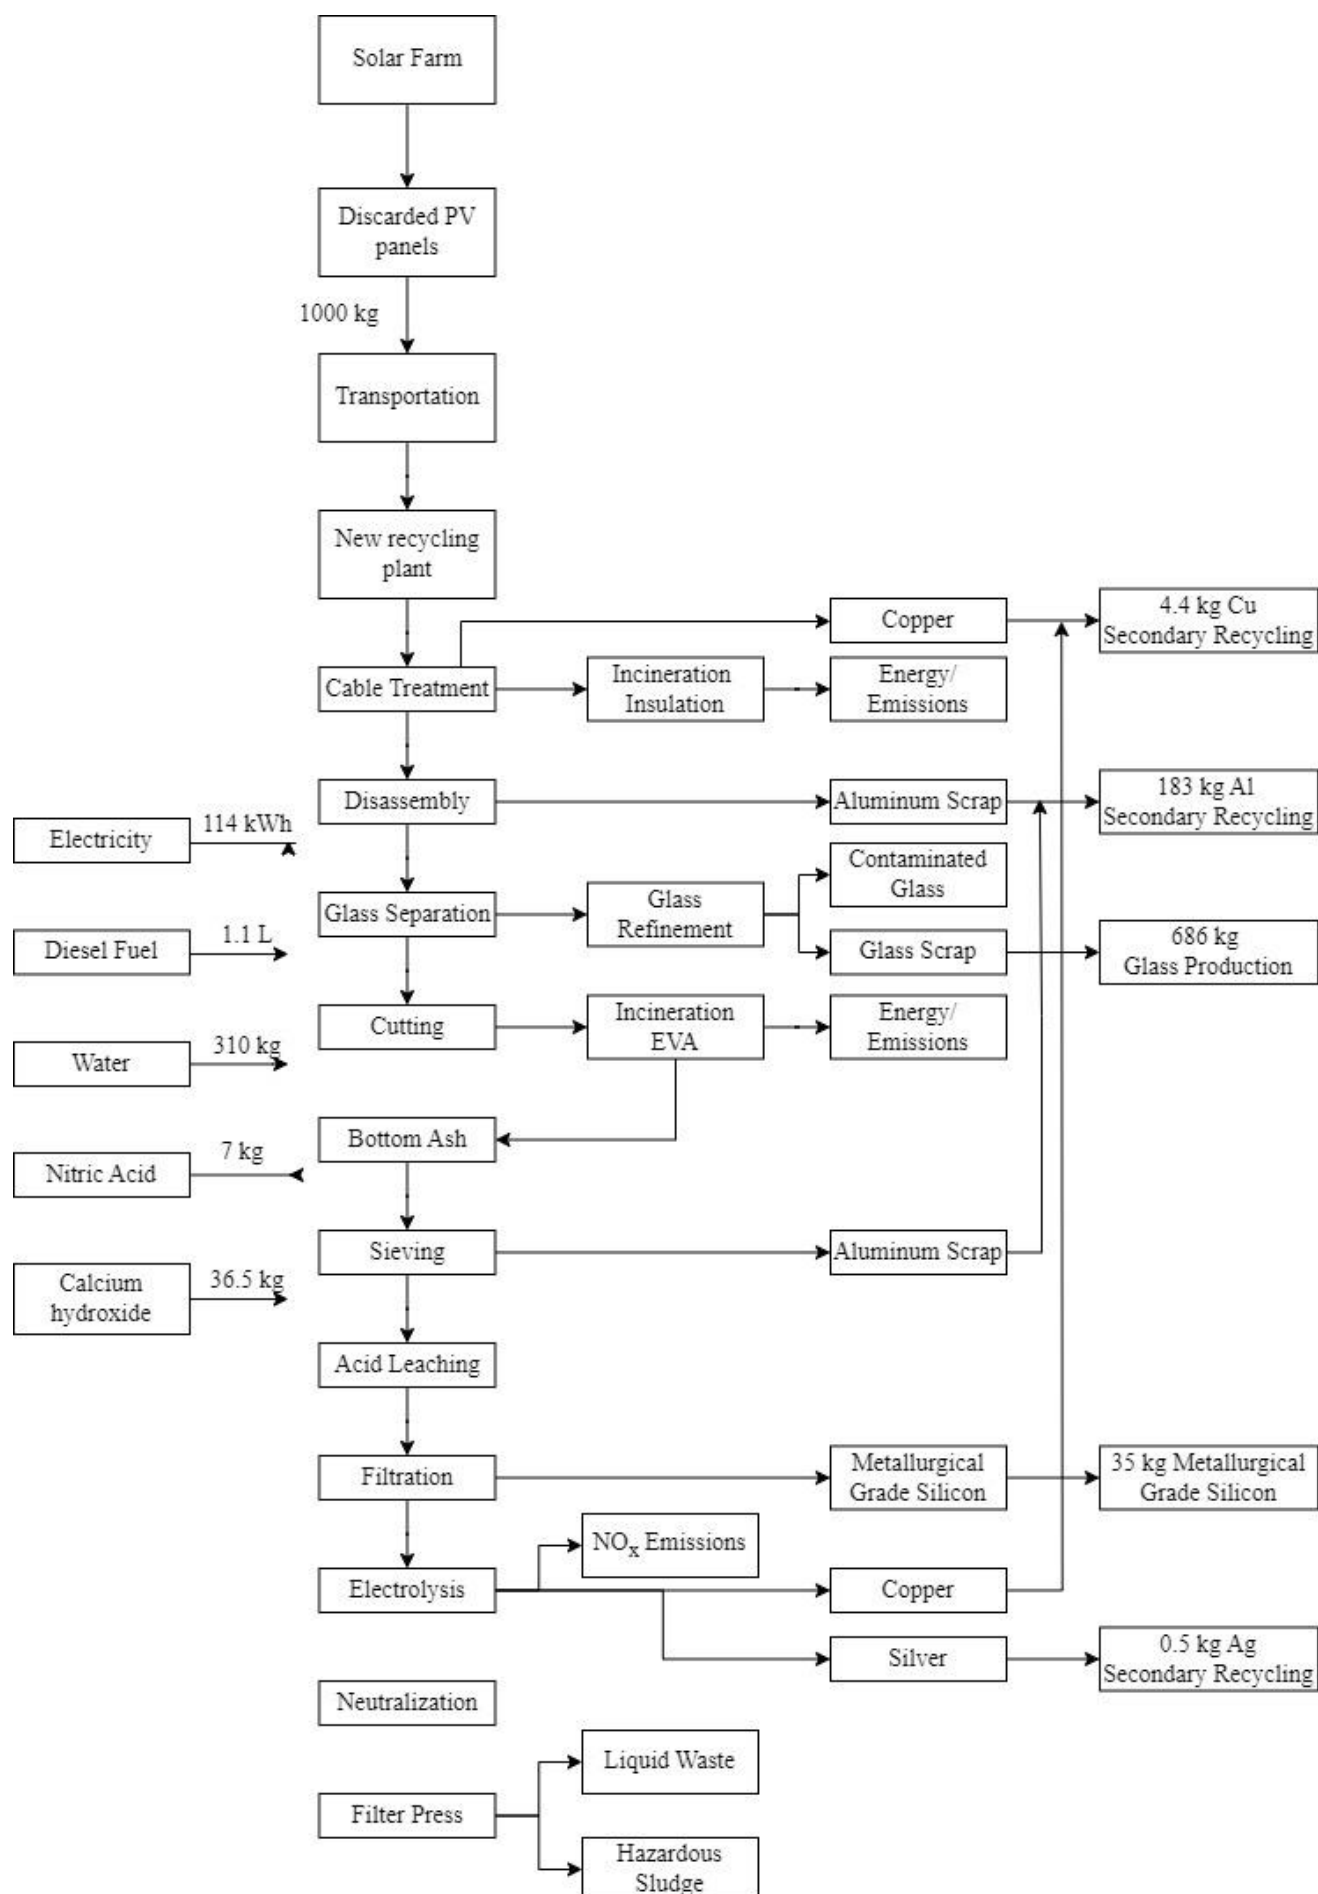 Solar Farm
Discarded PV
panels
1000 kg
Transportation
New recycling
plant
Copper
4.4 kg Cu
Secondary Recycling
Cable Treatment
Incineration
Insulation
Energy/
Emissions
Disassembly
Aluminum Scrap
183 kg Al
Secondary Recycling
Electricity
114 kWh
Glass Separation
Glass
Refinement
Contaminated
Glass
Diesel Fuel
1.1 L
Glass Scrap
686 kg
Glass Production
Cutting
Incineration
EVA
Energy/
Emissions
Water
310 kg
Bottom Ash
Nitric Acid
7 kg
Sieving
Aluminum Scrap
Calcium
hydroxide
36.5 kg
Acid Leaching
Filtration
Metallurgical
Grade Silicon
35 kg Metallurgical
Grade Silicon
NOx Emissions
Electrolysis
Copper
Silver
0.5 kg Ag
Secondary Recycling
Neutralization
Liquid Waste
Filter Press
Hazardous
Sludge